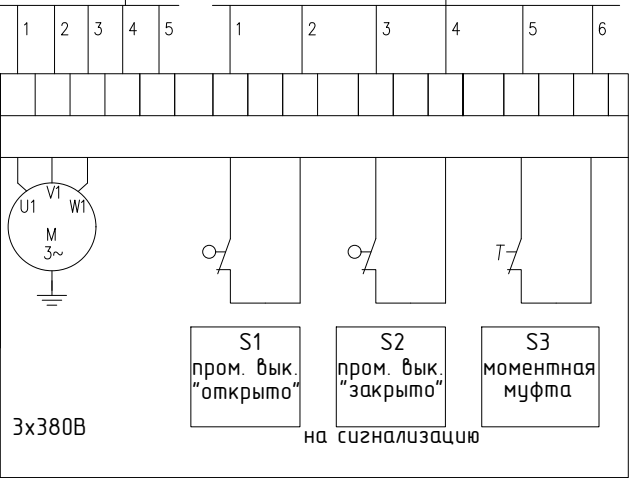 1 2 3 4 5 1 2 3 4 5 6
V1
U1 W1
M
3~
T
S1
пром. вык.
"открыто"
S2
пром. вык.
"закрыто"
S3
моментная
муфта
3x380В
на сигнализацию